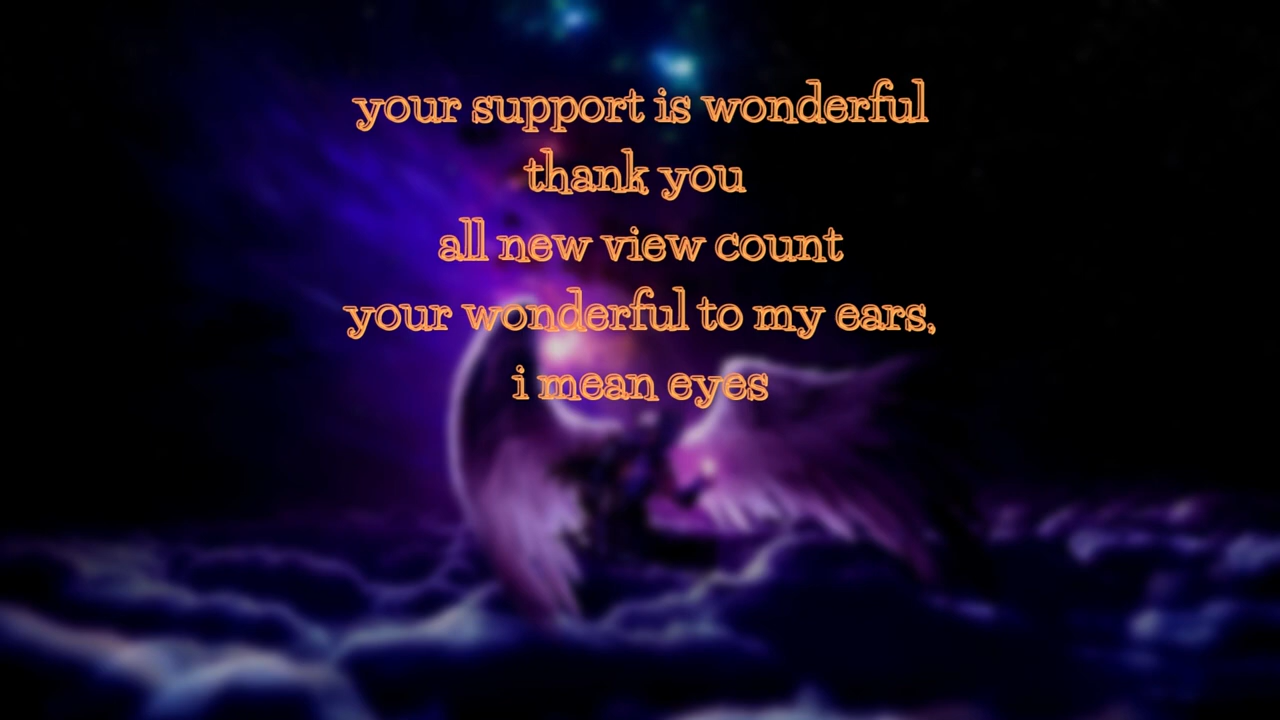 your support is wonderful
thank you
all new view count
your wonderful to my ears,
i mean eyes